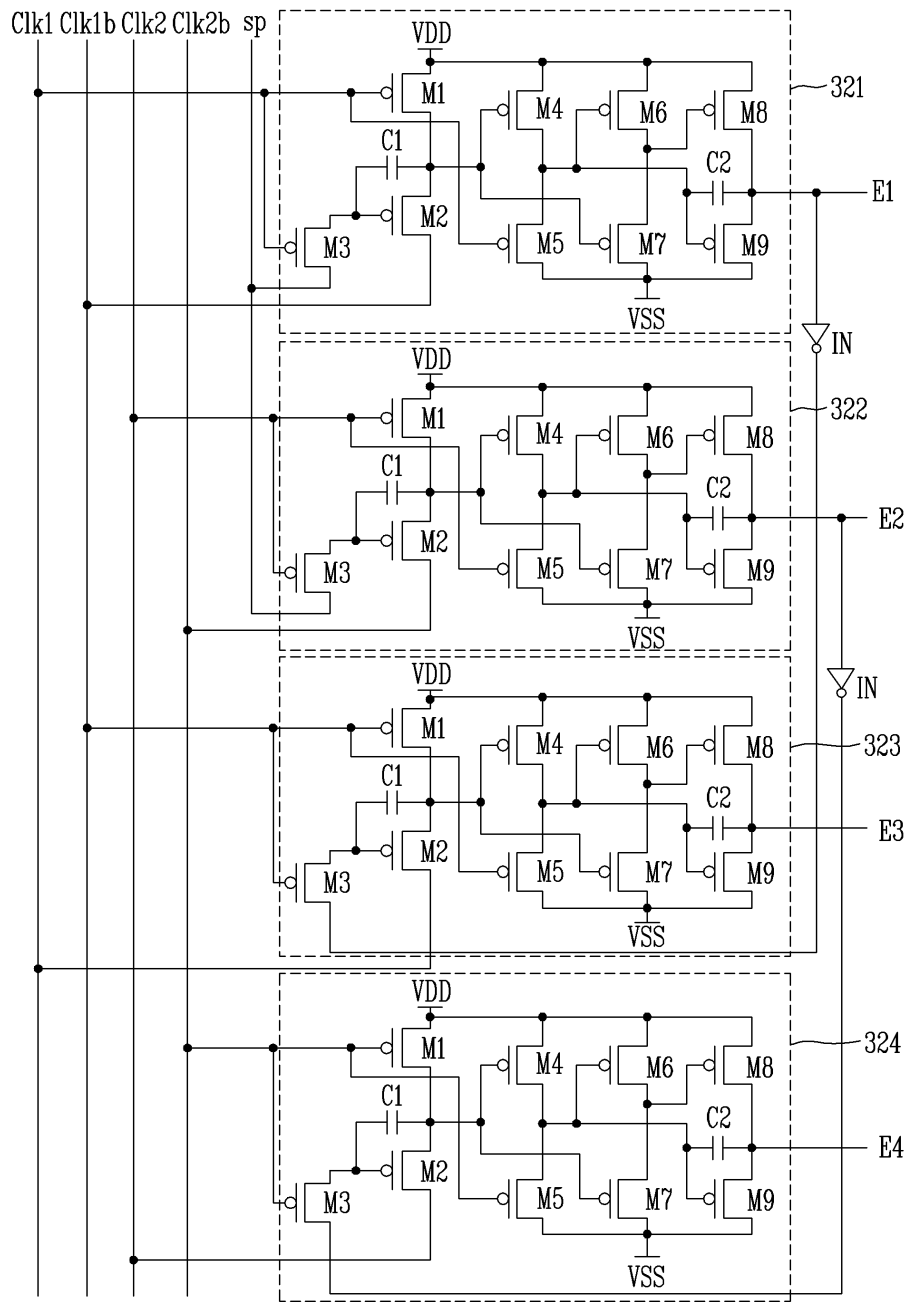 Clk1 Clk1b Clk2 Clk2b sp
VDD
M1 M4 M6 M8
321
C1 C2
E1
M2
M3 M5 M7 M9
VSS
IN
VDD
M1 M4 M6 M8
322
C1 C2
E2
M2
M3 M5 M7 M9
VSS
IN
VDD
M1 M4 M6 M8
323
C1 C2
E3
M2
M3 M5 M7 M9
VSS
VDD
M1 M4 M6 M8
324
C1 C2
E4
M2
M3 M5 M7 M9
VSS